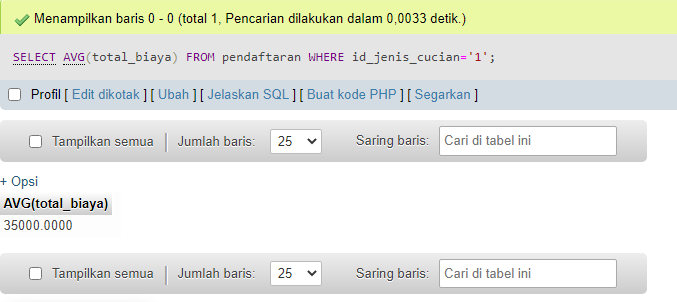 Menampilkan baris 0 - 0 (total 1, Pencarian dilakukan dalam 0,0033 detik.)
SELECT AVG(total_biaya) FROM pendaftaran WHERE id_jenis_cucian='1';
Profil [ Edit dikotak ] [ Ubah ] [ Jelaskan SQL ] [ Buat kode PHP ] [ Segarkan ]
Tampilkan semua Jumlah baris: 25 Saring baris: Cari di tabel ini
+ Opsi
AVG(total_biaya)
35000.0000
Tampilkan semua Jumlah baris: 25 Saring baris: Cari di tabel ini